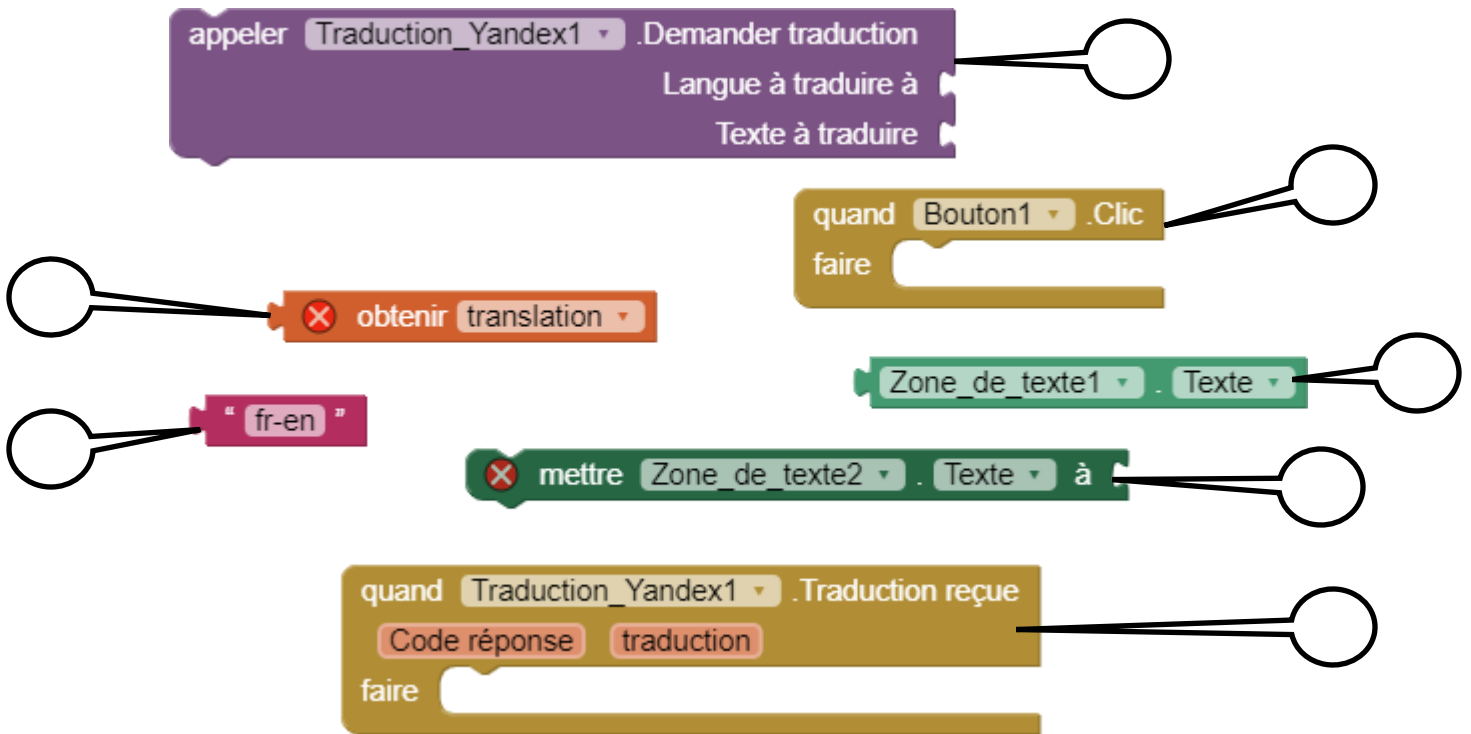 appeler Traduction_Yandex1 .Demander traduction
Langue à traduire à
Texte à traduire
quand Bouton1 .Clic
faire
obtenir translation
Zone_de_texte1 . Texte
“ fr-en ”
mettre Zone_de_texte2 . Texte à
quand Traduction_Yandex1 .Traduction reçue
Code réponse traduction
faire